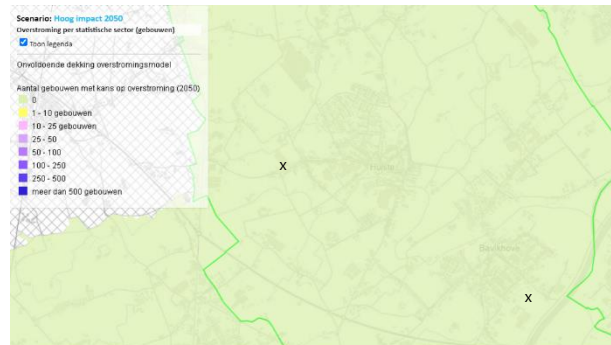 Scenario: Hoog impact 2050
Overstroming per statistische sector (gebouwen)
Toon legenda
Onvoldoende dekking overstromingsmodel
Aantal gebouwen met kans op overstroming (2050)
0
1 - 10 gebouwen
10 - 25 gebouwen
25 - 50
50 - 100
100 - 250
250 - 500
meer dan 500 gebouwen
x
Hulste
Bavikhove
x